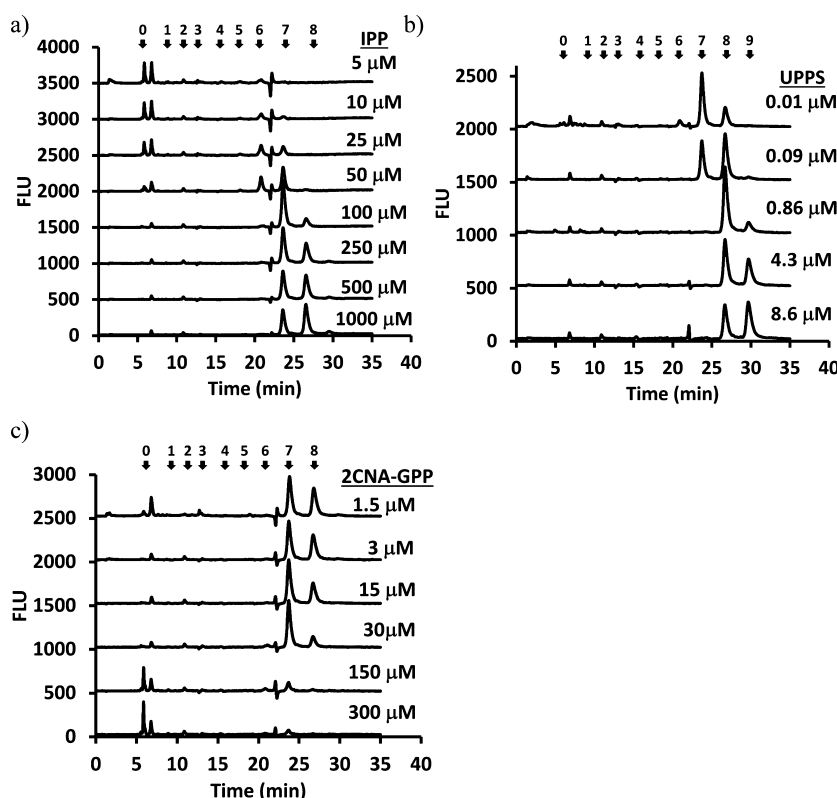 a)
0 1 2 3 4 5 6 7 8
IPP
4000
3500
3000
2500
2000
1500
1000
500
0
FLU
5 μM
10 μM
25 μM
50 μM
100 μM
250 μM
500 μM
1000 μM
0 5 10 15 20 25 30 35
Time (min)
b)
0 1 2 3 4 5 6 7 8 9
UPPS
2500
2000
1500
1000
500
0
FLU
0.01 μM
0.09 μM
0.86 μM
4.3 μM
8.6 μM
0 5 10 15 20 25 30 35 40
Time (min)
c)
0 1 2 3 4 5 6 7 8
2CNA-GPP
3000
2500
2000
1500
1000
500
0
FLU
1.5 μM
3 μM
15 μM
30μM
150 μM
300 μM
0 5 10 15 20 25 30 35 40
Time (min)